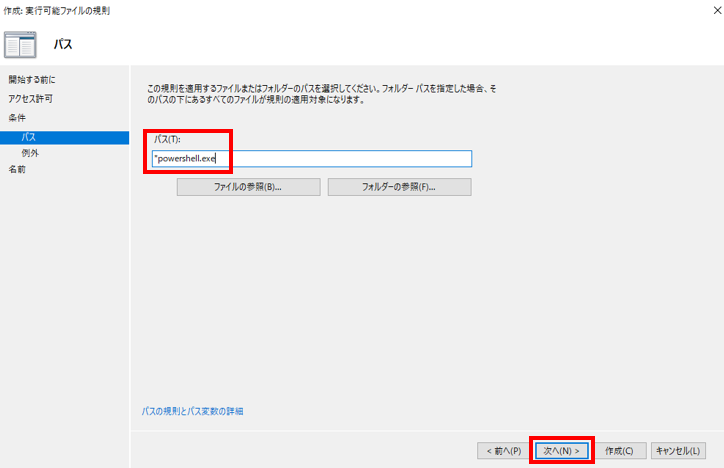 作成: 実行可能ファイルの規則
パス
開始する前に
アクセス許可
条件
パス
例外
名前
この規則を適用するファイルまたはフォルダーのパスを選択してください。フォルダー パスを指定した場合、そ
のパスの下にあるすべてのファイルが規則の適用対象になります。
パス(T):
*powershell.exe
ファイルの参照(B)...
フォルダーの参照(F)...
パスの規則とパス変数の詳細
< 前へ(P)
次へ(N) >
作成(C)
キャンセル(L)